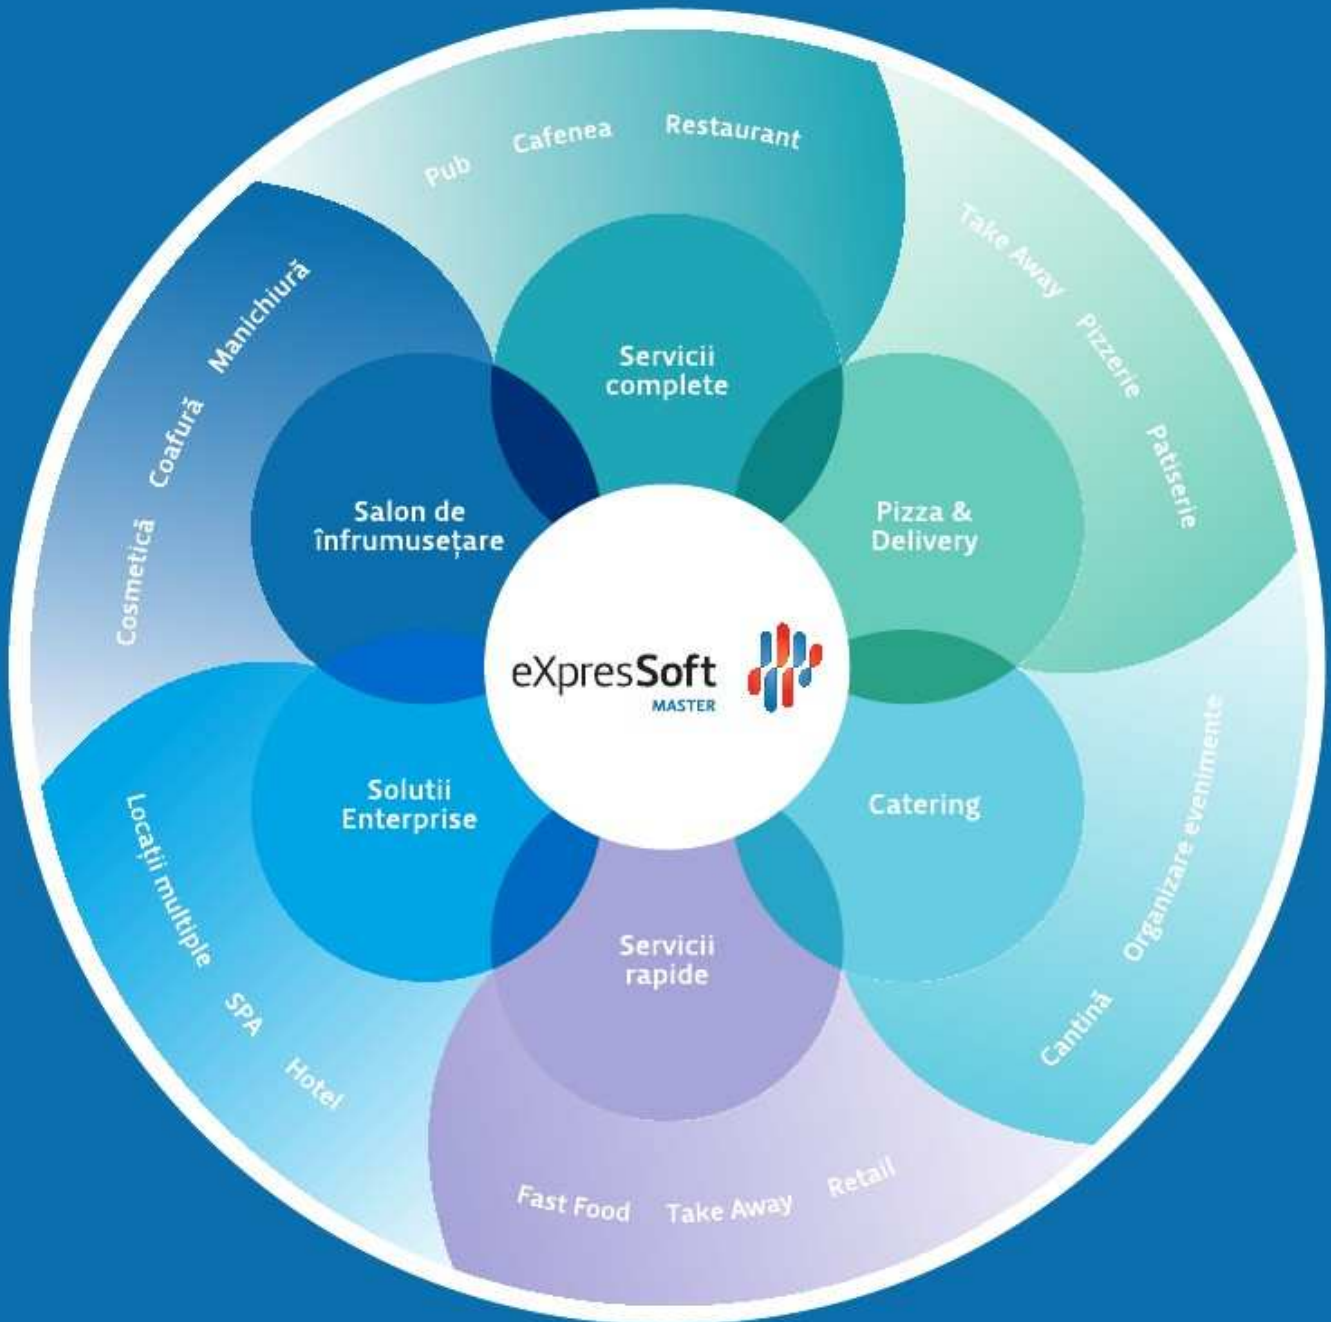 Pub Cafenea Restaurant
Servicii
complete
Take Away Pizzerie Patiserie
Pizza &
Delivery
Organizare evenimente
Cantină
Catering
Fast Food Take Away Retail
Servicii
rapide
Locații multiple SPA Hotel
Solutii
Enterprise
Cosmetică Coafură Manichiură
Salon de
înfrumusețare
eXpresSoft
MASTER